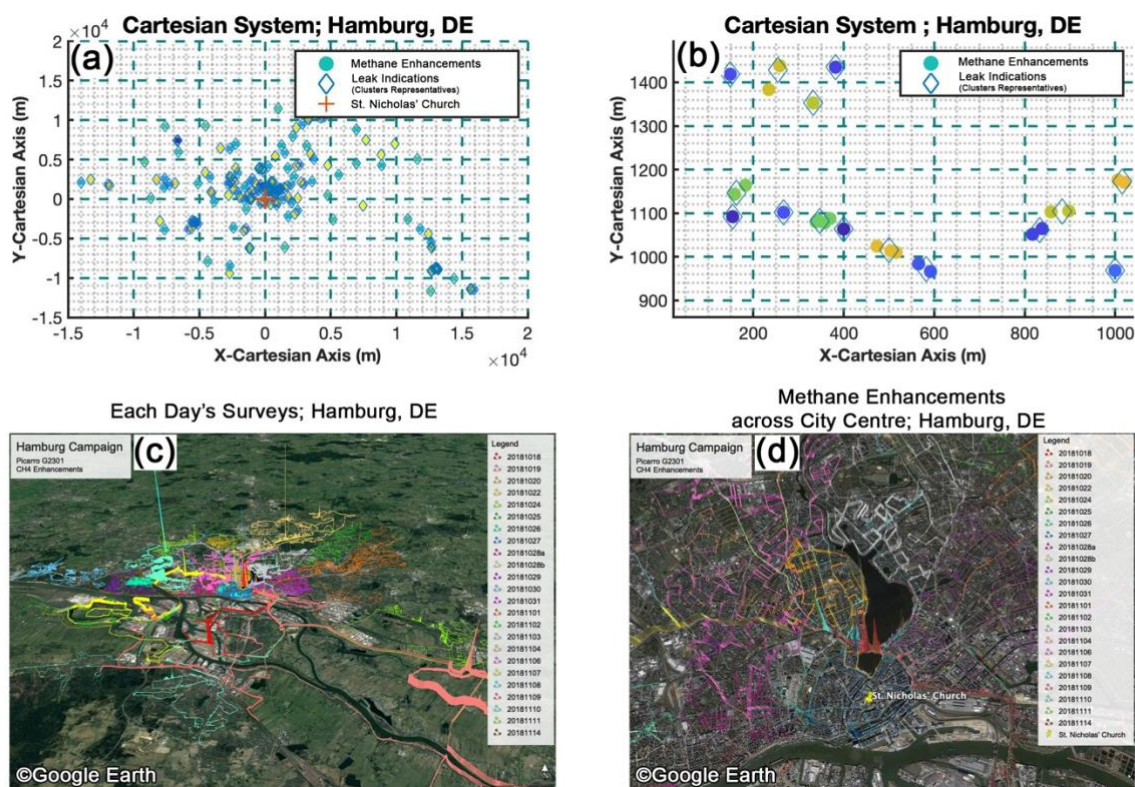 Cartesian System; Hamburg, DE
(a)
Methane Enhancements
Leak Indications
(Clusters Representatives)
St. Nicholas' Church
2 ×10⁴
1.5
1
0.5
0
-0.5
-1
-1.5
Y-Cartesian Axis (m)
-1.5 -1 -0.5 0 0.5 1 1.5 2
×10⁴
X-Cartesian Axis (m)
Cartesian System ; Hamburg, DE
(b)
Methane Enhancements
Leak Indications
(Clusters Representatives)
1400
1300
1200
1100
1000
900
Y-Cartesian Axis (m)
200 400 600 800 1000
X-Cartesian Axis (m)
Each Day's Surveys; Hamburg, DE
Hamburg Campaign
Picarro G2301
CH4 Enhancements
(c)
Legend
20181018
20181019
20181020
20181022
20181024
20181025
20181026
20181027
20181028a
20181028b
20181029
20181030
20181031
20181101
20181102
20181103
20181104
20181106
20181107
20181108
20181109
20181110
20181111
20181114
©Google Earth
Methane Enhancements
across City Centre; Hamburg, DE
Hamburg Campaign
Picarro G2301
CH4 Enhancements
(d)
Legend
20181018
20181019
20181020
20181022
20181024
20181025
20181026
20181027
20181028a
20181028b
20181029
20181030
20181031
20181101
20181102
20181103
20181104
20181106
20181107
20181108
20181109
20181110
20181111
20181114
St. Nicholas' Church
St. Nicholas' Church
©Google Earth